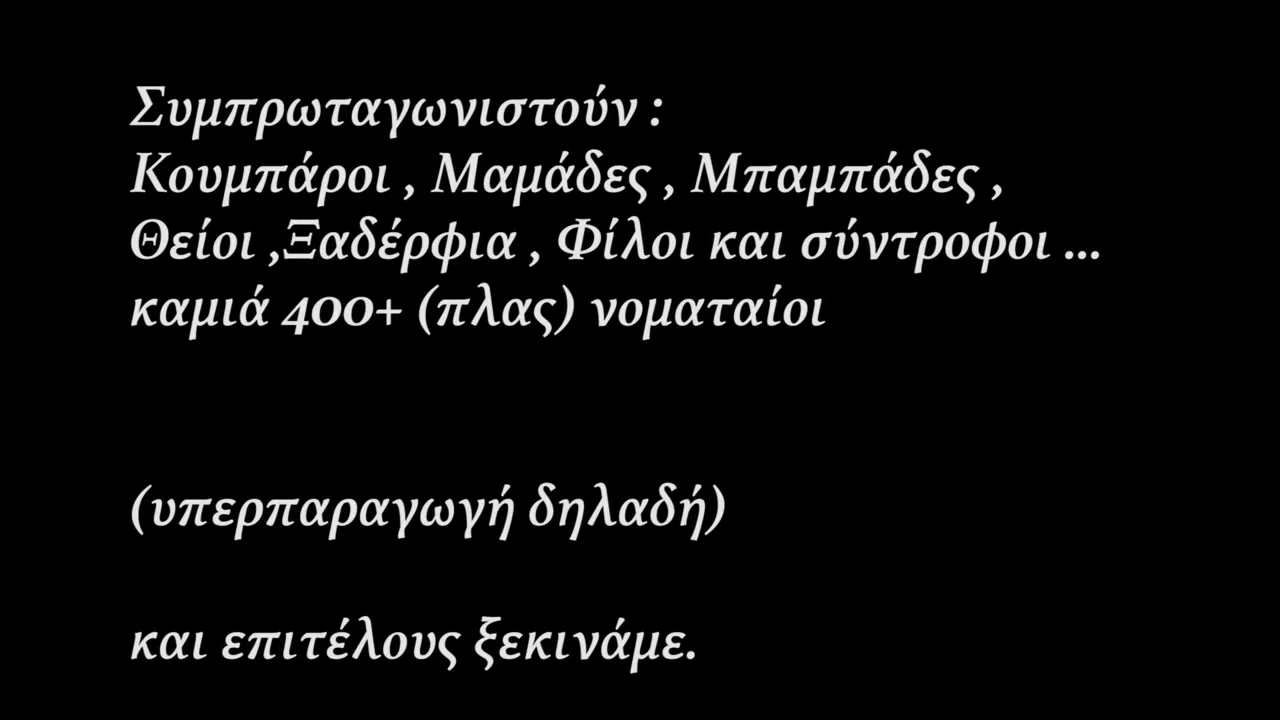 Συμπρωταγωνιστούν :
Κουμπάροι , Μαμάδες , Μπαμπάδες ,
Θείοι ,Ξαδέρφια , Φίλοι και σύντροφοι ...
καμιά 400+ (πλας) νοματαίοι
(υπερπαραγωγή δηλαδή)
και επιτέλους ξεκινάμε.